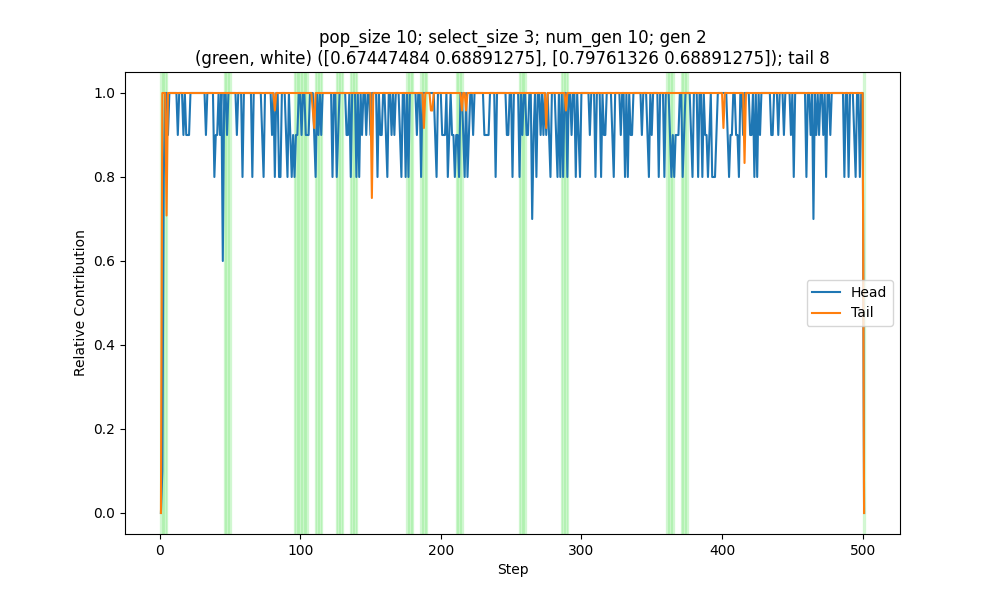 pop_size 10; select_size 3; num_gen 10; gen 2
(green, white) ([0.67447484 0.68891275], [0.79761326 0.68891275]); tail 8
1.0
0.8
0.6
0.4
0.2
0.0
Relative Contribution
Head
Tail
0
100
200
300
400
500
Step